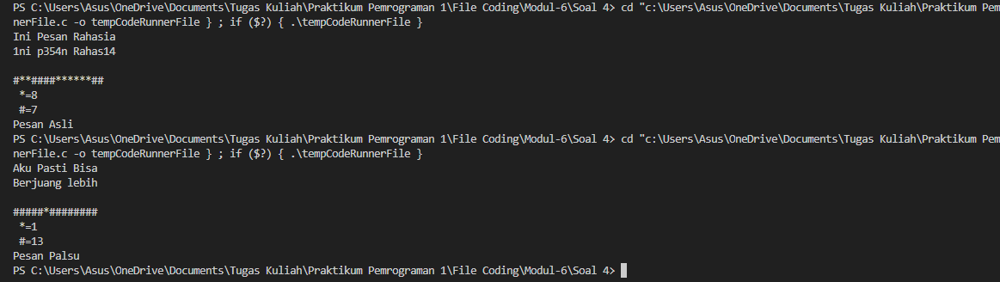 PS C:\Users\Asus\OneDrive\Documents\Tugas Kuliah\Praktikum Pemrograman 1\File Coding\Modul-6\Soal 4> cd "c:\Users\Asus\OneDrive\Documents\Tugas Kuliah\Praktikum Pem
nerFile.c -o tempCodeRunnerFile } ; if ($?) { .\tempCodeRunnerFile }
Ini Pesan Rahasia
1ni p354n Rahas14
#**####******##
*=8
#=7
Pesan Asli
PS C:\Users\Asus\OneDrive\Documents\Tugas Kuliah\Praktikum Pemrograman 1\File Coding\Modul-6\Soal 4> cd "c:\Users\Asus\OneDrive\Documents\Tugas Kuliah\Praktikum Pem
nerFile.c -o tempCodeRunnerFile } ; if ($?) { .\tempCodeRunnerFile }
Aku Pasti Bisa
Berjuang lebih
#####*########
*=1
#=13
Pesan Palsu
PS C:\Users\Asus\OneDrive\Documents\Tugas Kuliah\Praktikum Pemrograman 1\File Coding\Modul-6\Soal 4>